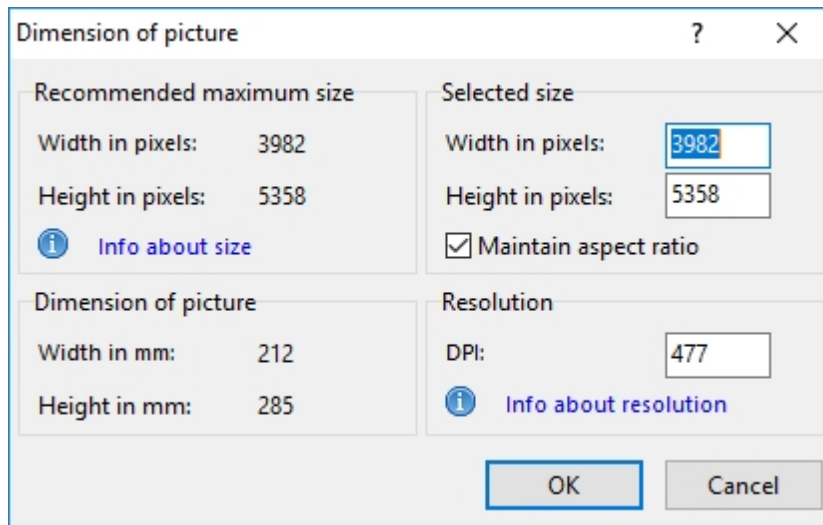 Dimension of picture ?
Recommended maximum size
Width in pixels: 3982
Height in pixels: 5358
Info about size
Selected size
Width in pixels: 3982
Height in pixels: 5358
Maintain aspect ratio
Dimension of picture
Width in mm: 212
Height in mm: 285
Resolution
DPI: 477
Info about resolution
OK Cancel